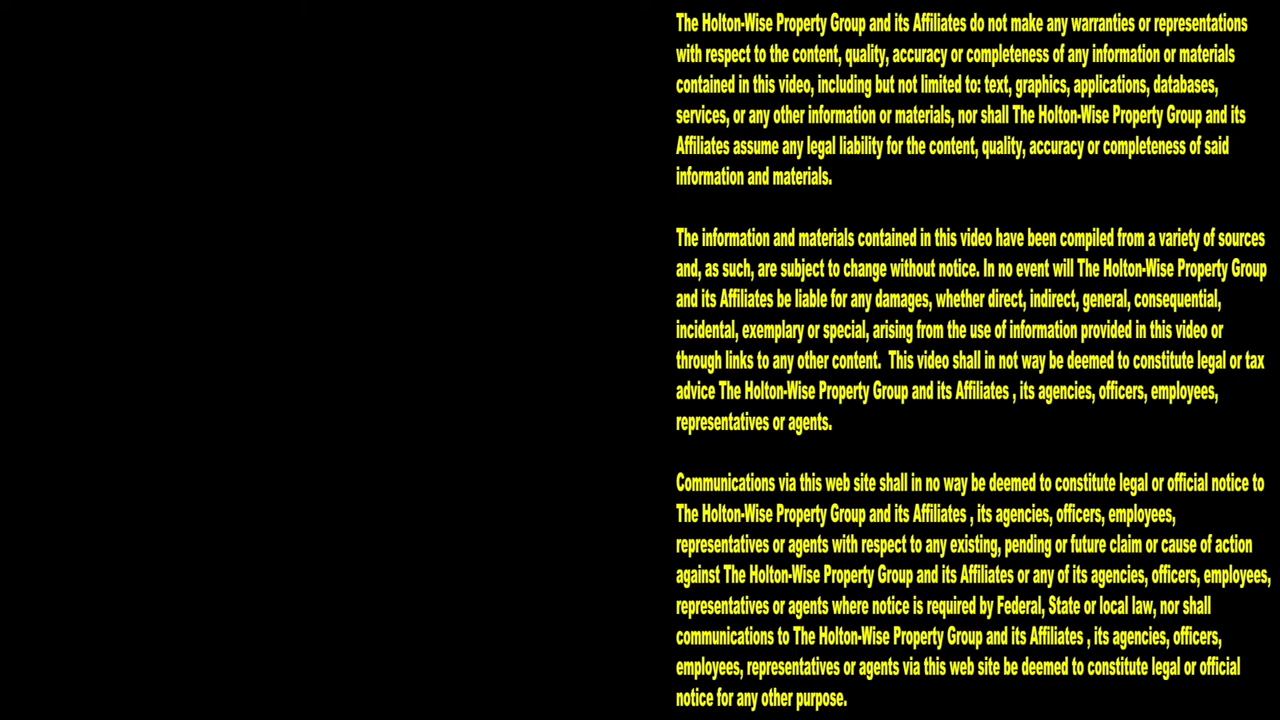 The Holton-Wise Property Group and its Affiliates do not make any warranties or representations
with respect to the content, quality, accuracy or completeness of any information or materials
contained in this video, including but not limited to: text, graphics, applications, databases,
services, or any other information or materials, nor shall The Holton-Wise Property Group and its
Affiliates assume any legal liability for the content, quality, accuracy or completeness of said
information and materials.
The information and materials contained in this video have been compiled from a variety of sources
and, as such, are subject to change without notice. In no event will The Holton-Wise Property Group
and its Affiliates be liable for any damages, whether direct, indirect, general, consequential,
incidental, exemplary or special, arising from the use of information provided in this video or
through links to any other content.  This video shall in not way be deemed to constitute legal or tax
advice The Holton-Wise Property Group and its Affiliates , its agencies, officers, employees,
representatives or agents.
Communications via this web site shall in no way be deemed to constitute legal or official notice to
The Holton-Wise Property Group and its Affiliates , its agencies, officers, employees,
representatives or agents with respect to any existing, pending or future claim or cause of action
against The Holton-Wise Property Group and its Affiliates or any of its agencies, officers, employees,
representatives or agents where notice is required by Federal, State or local law, nor shall
communications to The Holton-Wise Property Group and its Affiliates , its agencies, officers,
employees, representatives or agents via this web site be deemed to constitute legal or official
notice for any other purpose.